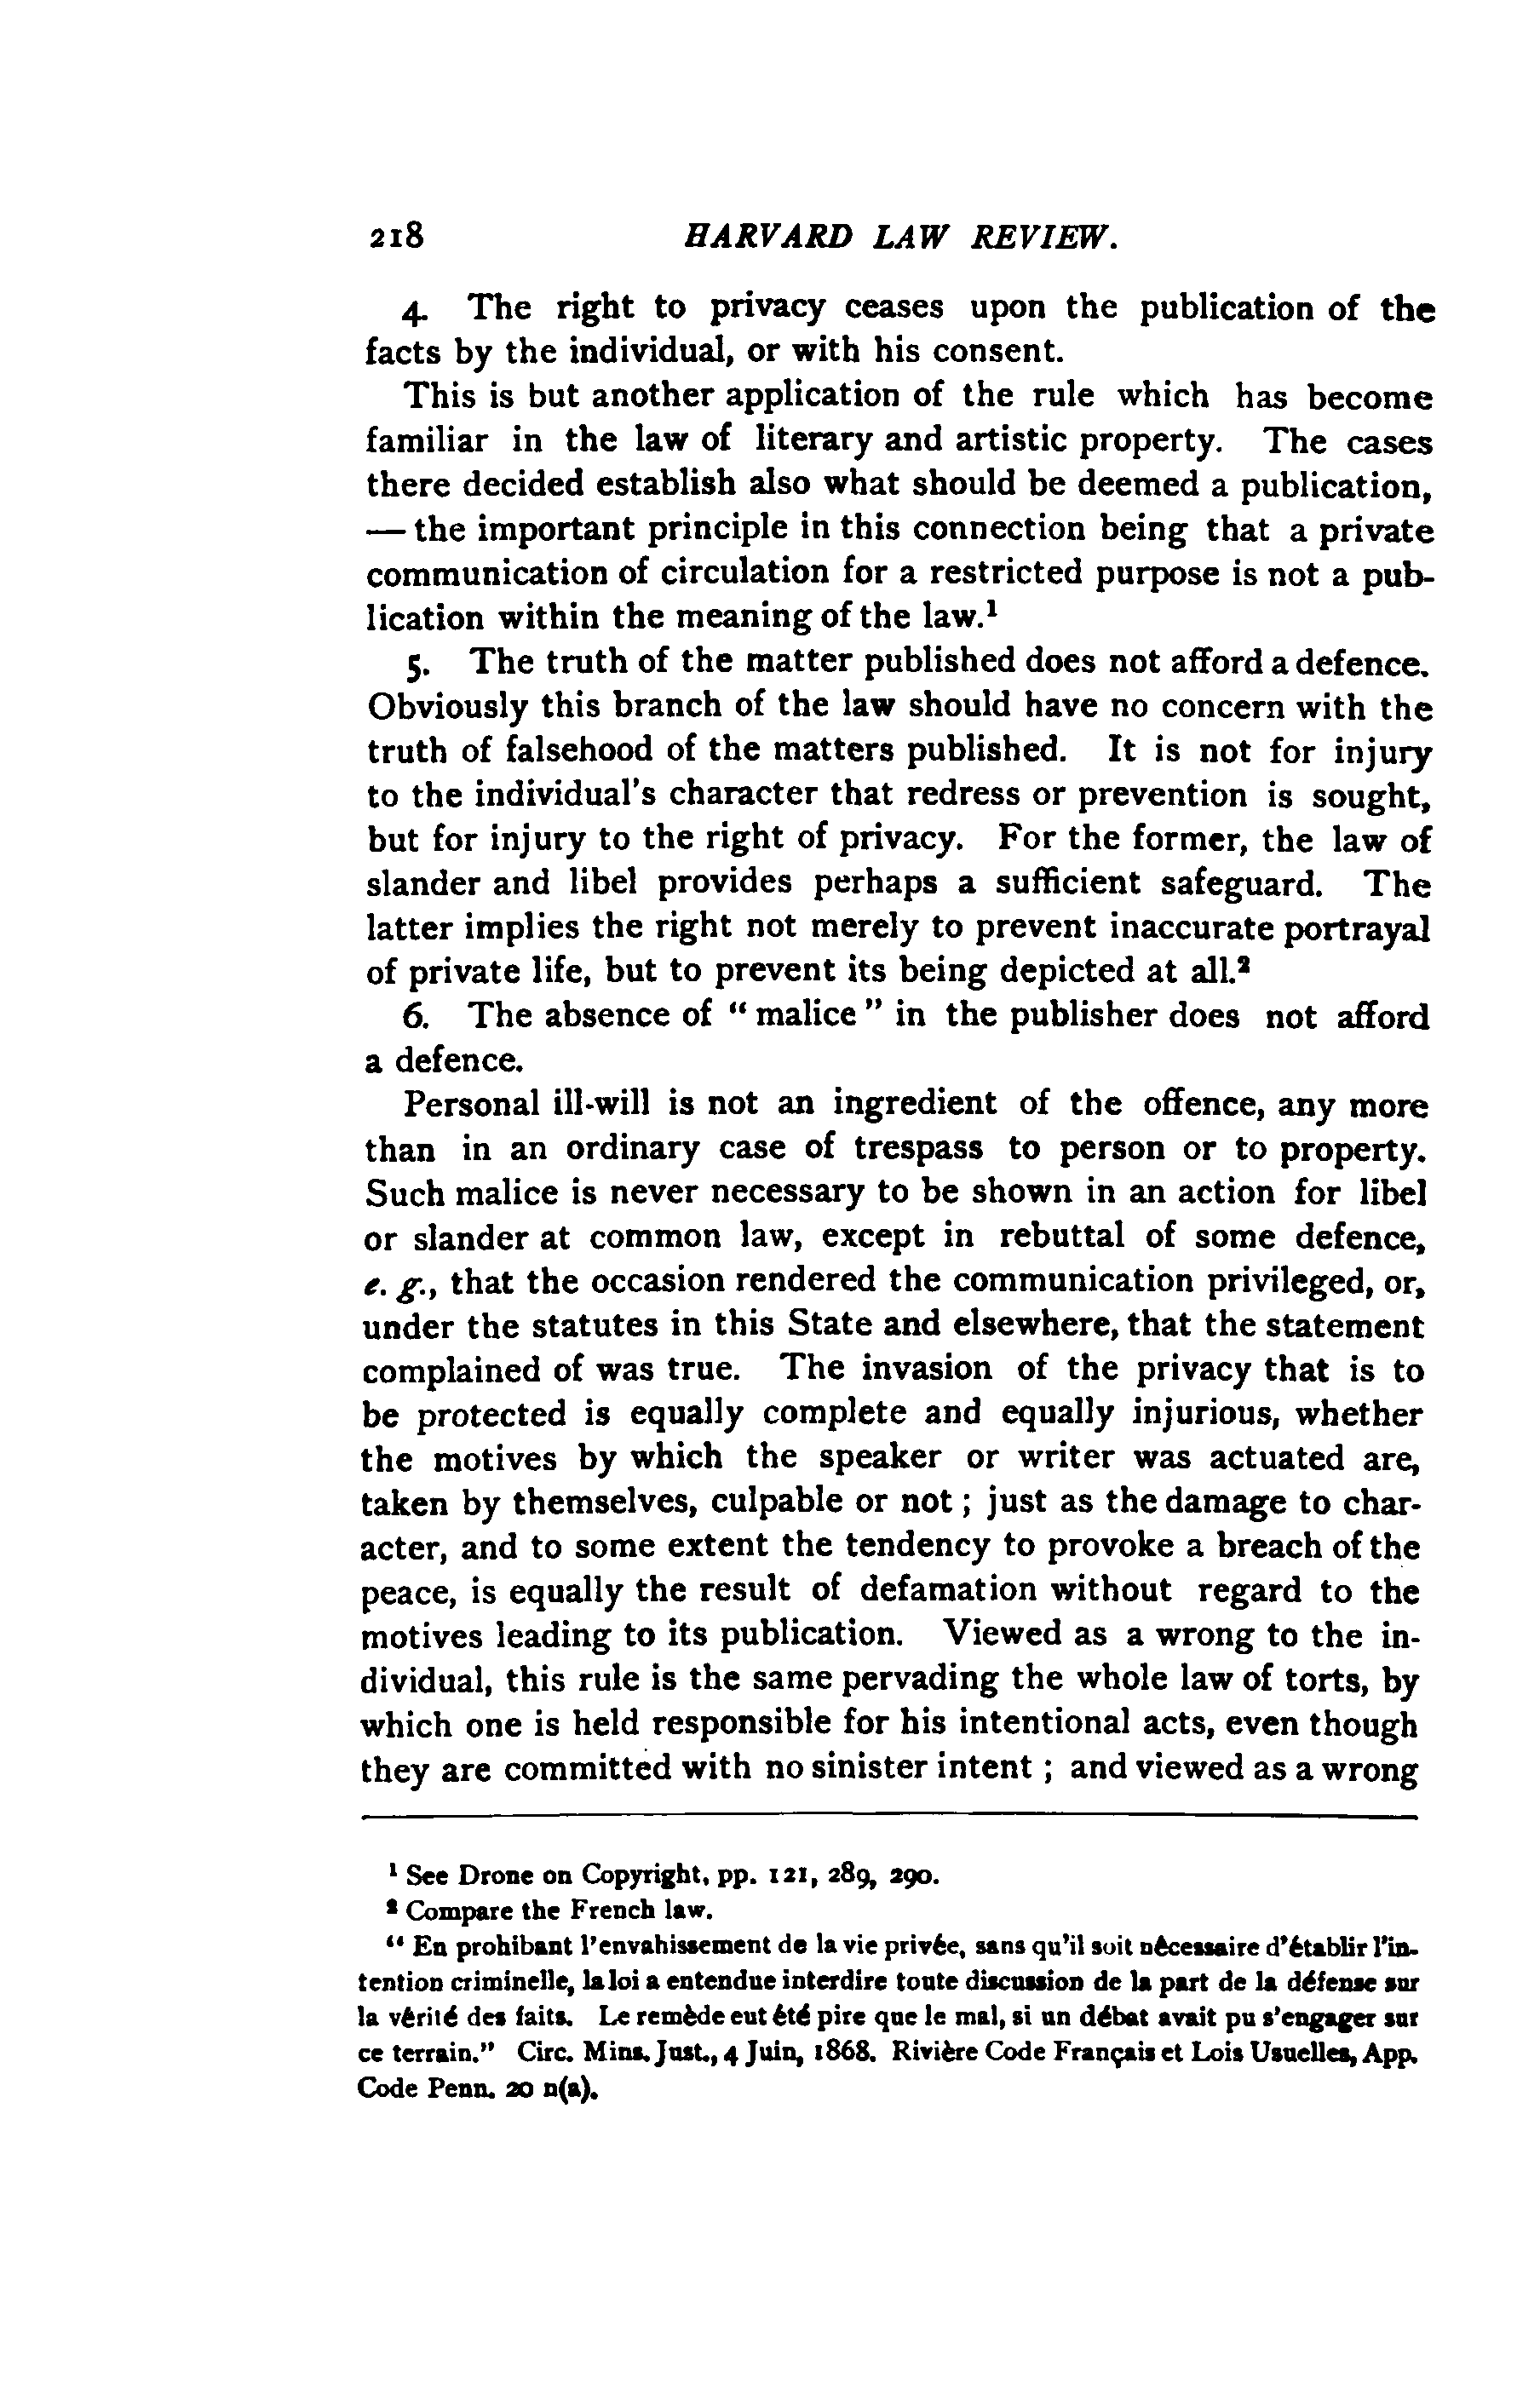 218 HARVARD LAW REVIEW.
4. The right to privacy ceases upon the publication of the
facts by the individual, or with his consent.
This is but another application of the rule which has become
familiar in the law of literary and artistic property. The cases
there decided establish also what should be deemed a publication,
— the important principle in this connection being that a private
communication of circulation for a restricted purpose is not a pub-
lication within the meaning of the law.¹
5. The truth of the matter published does not afford a defence.
Obviously this branch of the law should have no concern with the
truth of falsehood of the matters published. It is not for injury
to the individual's character that redress or prevention is sought,
but for injury to the right of privacy. For the former, the law of
slander and libel provides perhaps a sufficient safeguard. The
latter implies the right not merely to prevent inaccurate portrayal
of private life, but to prevent its being depicted at all.²
6. The absence of " malice " in the publisher does not afford
a defence.
Personal ill-will is not an ingredient of the offence, any more
than in an ordinary case of trespass to person or to property.
Such malice is never necessary to be shown in an action for libel
or slander at common law, except in rebuttal of some defence,
e. g., that the occasion rendered the communication privileged, or,
under the statutes in this State and elsewhere, that the statement
complained of was true. The invasion of the privacy that is to
be protected is equally complete and equally injurious, whether
the motives by which the speaker or writer was actuated are,
taken by themselves, culpable or not ; just as the damage to char-
acter, and to some extent the tendency to provoke a breach of the
peace, is equally the result of defamation without regard to the
motives leading to its publication. Viewed as a wrong to the in-
dividual, this rule is the same pervading the whole law of torts, by
which one is held responsible for his intentional acts, even though
they are committed with no sinister intent ; and viewed as a wrong
¹ See Drone on Copyright, pp. 121, 289, 290.
² Compare the French law.
" En prohibant l'envahissement de la vie privée, sans qu'il soit nécessaire d'établir l'in-
tention criminelle, la loi a entendue interdire toute discussion de la part de la défense sur
la vérité des faits. Le remède eut été pire que le mal, si un débat avait pu s'engager sur
ce terrain." Circ. Mins. Just., 4 Juin, 1868. Rivière Code Français et Lois Usuelles, App.
Code Penn. 20 n(a).